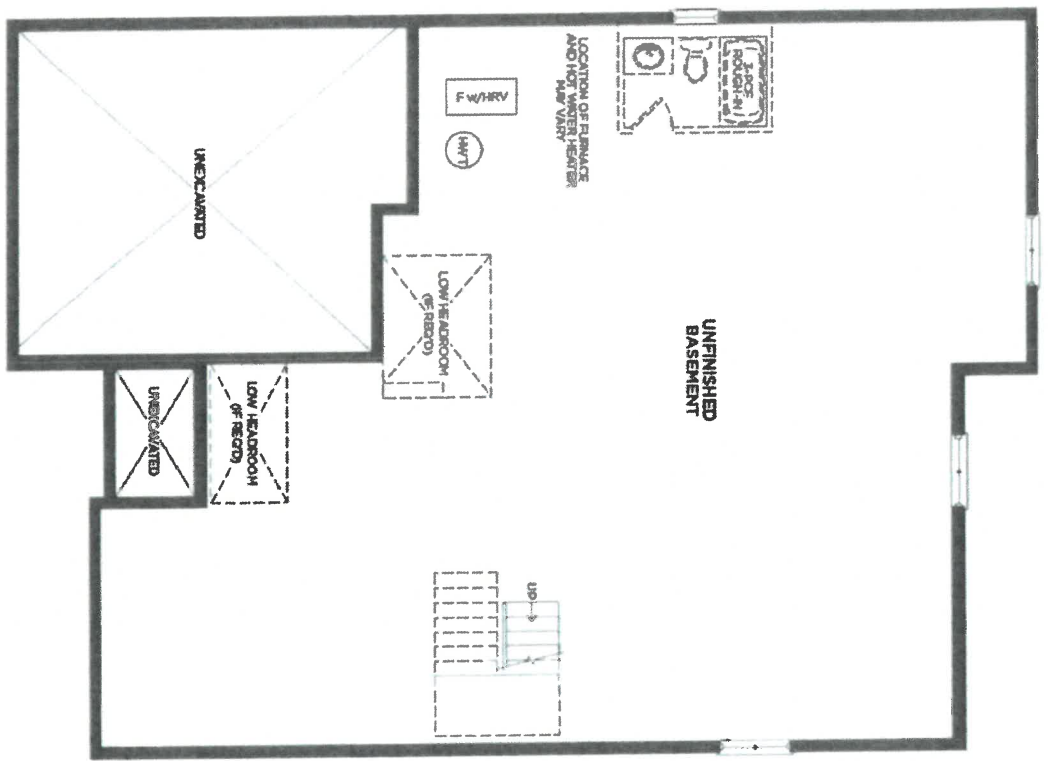 3-PCE
ROUGH-IN
LOCATION OF FURNACE
AND HOT WATER HEATER
MAY VARY
F w/HRV
HWT
UNEXCAVATED
LOW HEADROOM
(IF REQ'D)
UNFINISHED
BASEMENT
LOW HEADROOM
(IF REQ'D)
UNEXCAVATED
UP